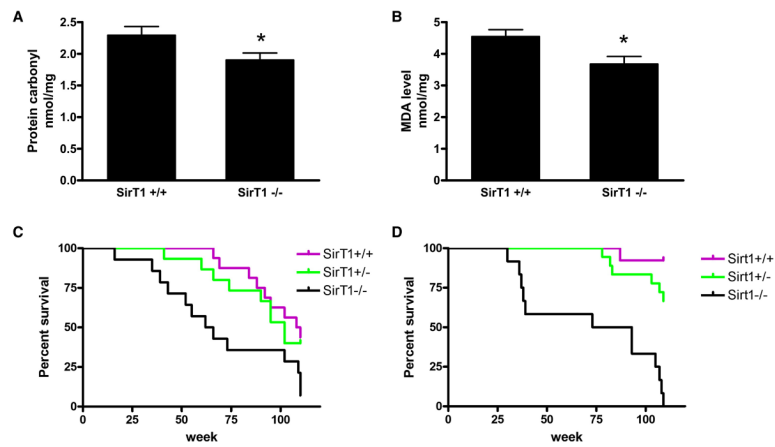 A
Protein carbonyl
nmol/mg
2.5
2.0
1.5
1.0
0.5
0.0
*
SirT1 +/+
SirT1 -/-
B
MDA level
nmol/mg
6
5
4
3
2
1
0
*
SirT1 +/+
SirT1 -/-
C
Percent survival
100
75
50
25
0
0
25
50
75
100
week
SirT1+/+
SirT1+/-
SirT1-/-
D
Percent survival
100
75
50
25
0
0
25
50
75
100
week
Sirt1+/+
Sirt1+/-
Sirt1-/-